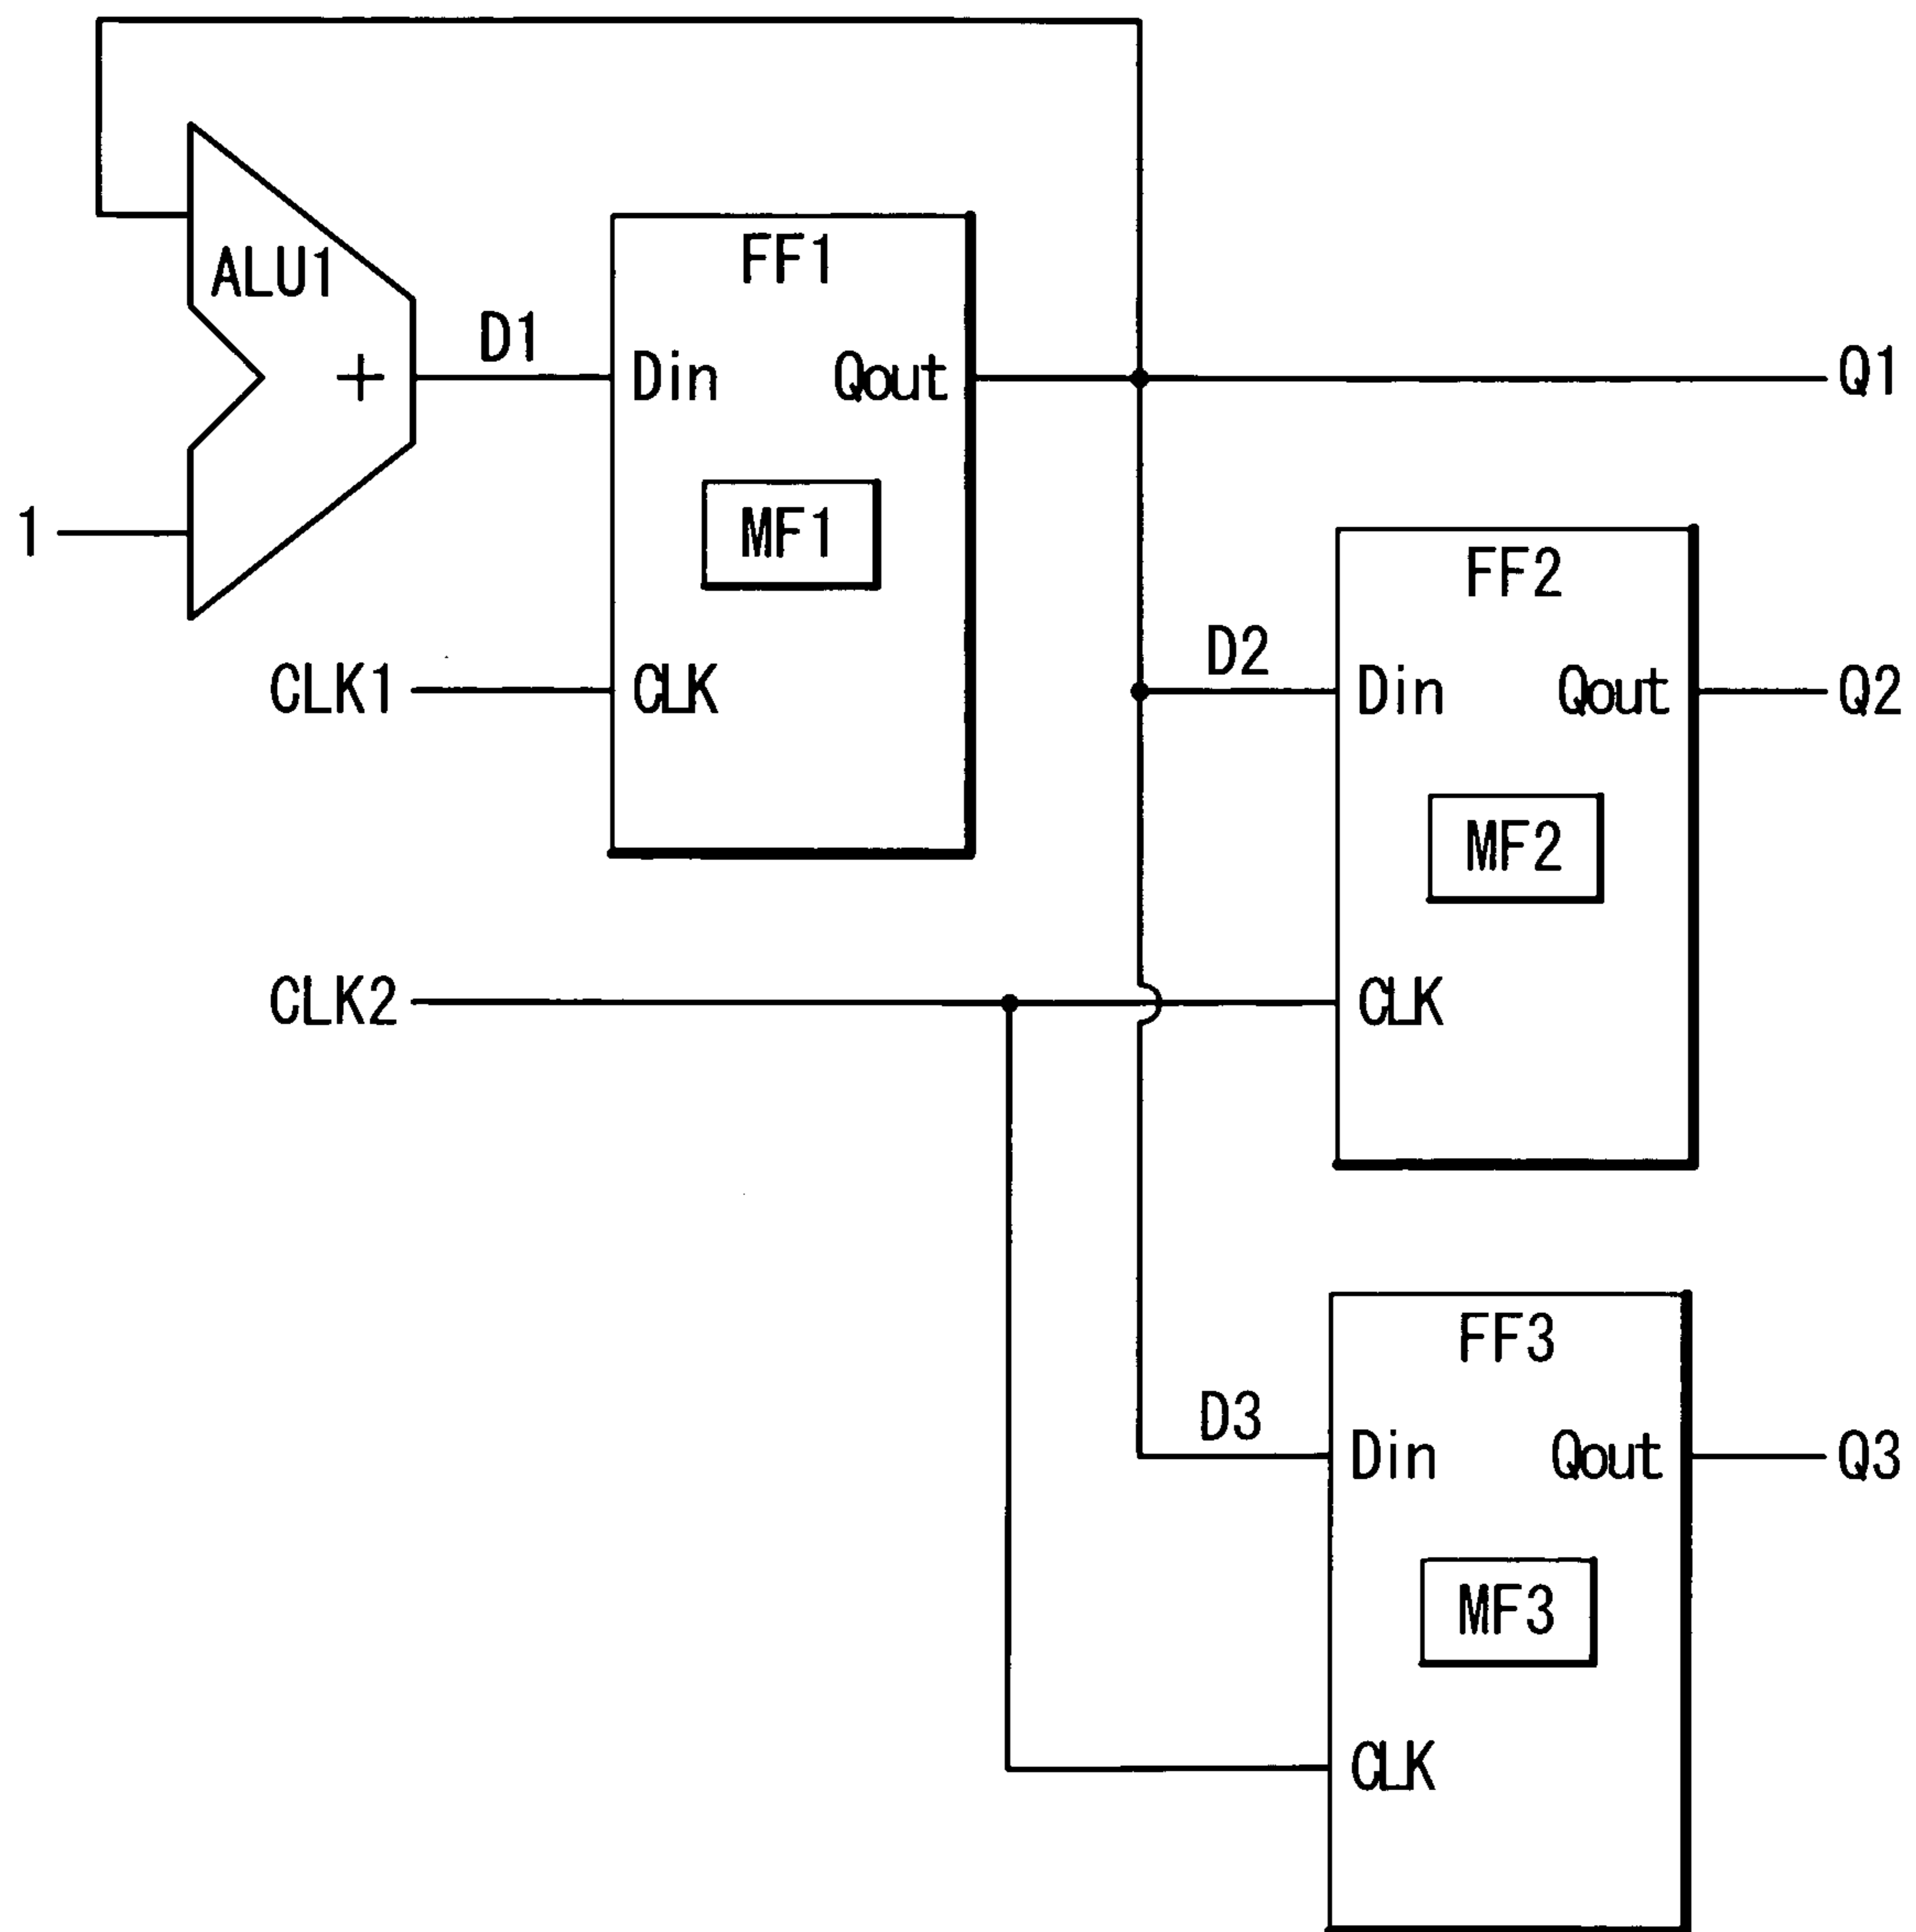 ALU1
+
1
D1
FF1
Din
Qout
MF1
CLK1
CLK
Q1
D2
FF2
Din
Qout
Q2
MF2
CLK2
CLK
D3
FF3
Din
Qout
Q3
MF3
CLK